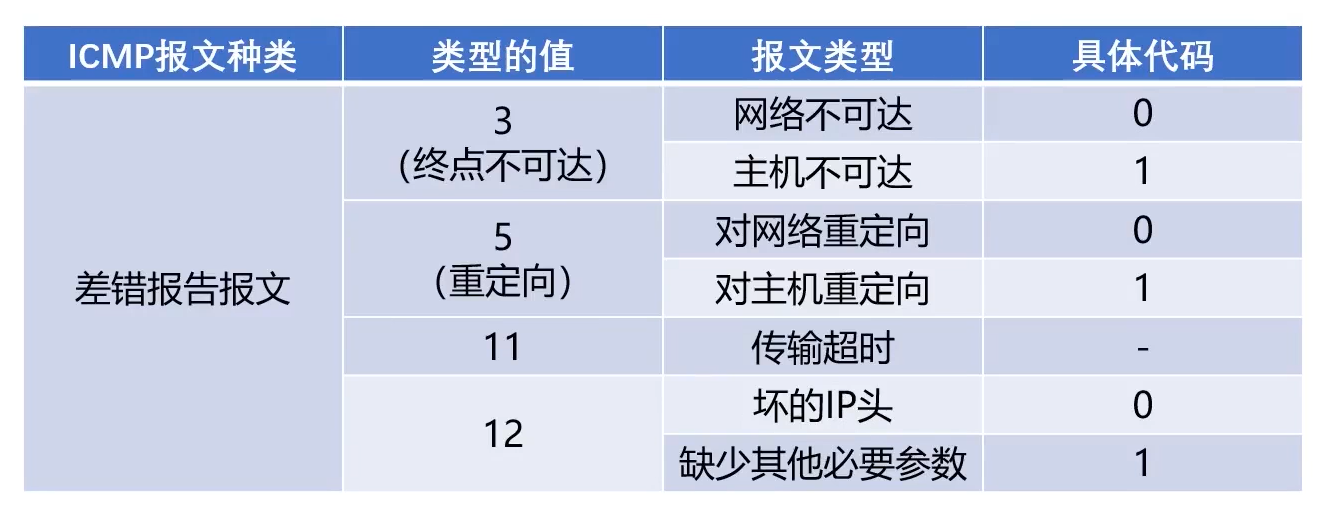 ICMP报文种类 类型的值 报文类型 具体代码
差错报告报文
3
（终点不可达）
网络不可达 0
主机不可达 1
5
（重定向）
对网络重定向 0
对主机重定向 1
11 传输超时 -
12
坏的IP头 0
缺少其他必要参数 1